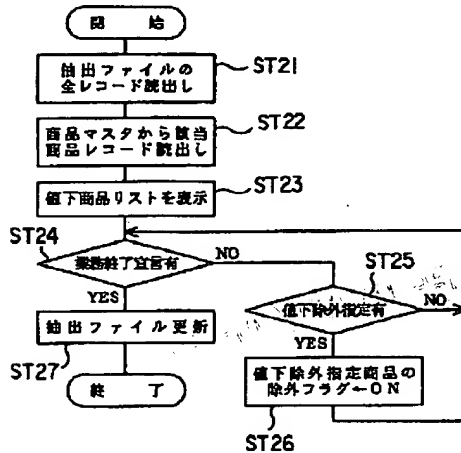 開始
抽出ファイルの
全レコード読出し
ST21
商品マスタから該当
商品レコード読出し
ST22
値下商品リストを表示
ST23
ST24
業務終了宣言有
NO
YES
ST25
値下除外指定有
NO
YES
抽出ファイル更新
ST27
値下除外指定商品の
除外フラグ←ON
ST26
終了